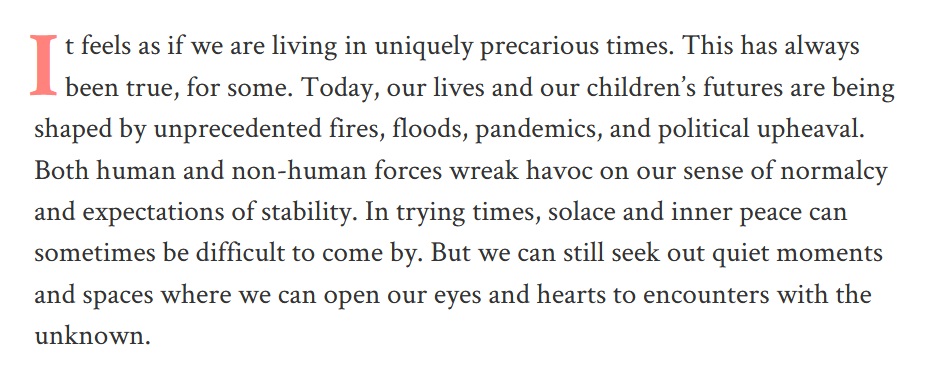 It feels as if we are living in uniquely precarious times. This has always
been true, for some. Today, our lives and our children’s futures are being
shaped by unprecedented fires, floods, pandemics, and political upheaval.
Both human and non-human forces wreak havoc on our sense of normalcy
and expectations of stability. In trying times, solace and inner peace can
sometimes be difficult to come by. But we can still seek out quiet moments
and spaces where we can open our eyes and hearts to encounters with the
unknown.